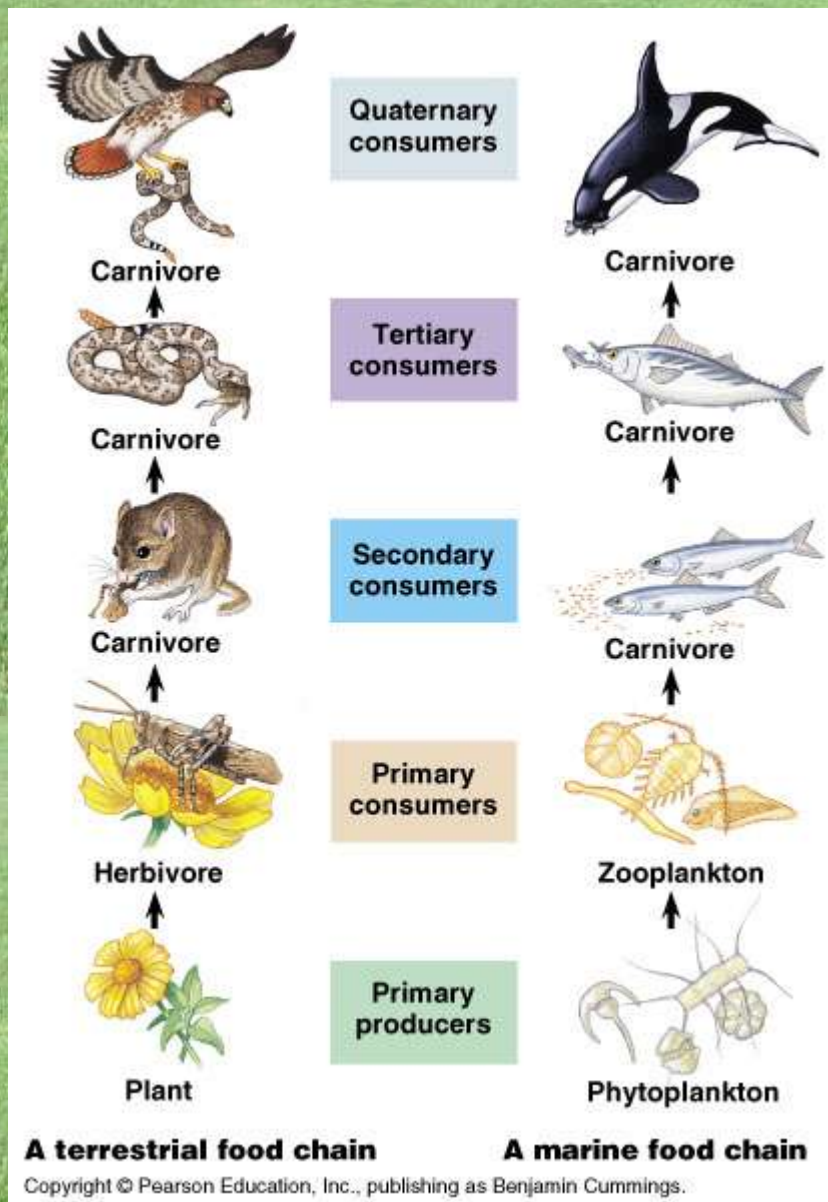 Quaternary
consumers
Carnivore
Carnivore
Tertiary
consumers
Carnivore
Carnivore
Secondary
consumers
Carnivore
Carnivore
Primary
consumers
Herbivore
Zooplankton
Primary
producers
Plant
Phytoplankton
A terrestrial food chain
A marine food chain
Copyright © Pearson Education, Inc., publishing as Benjamin Cummings.